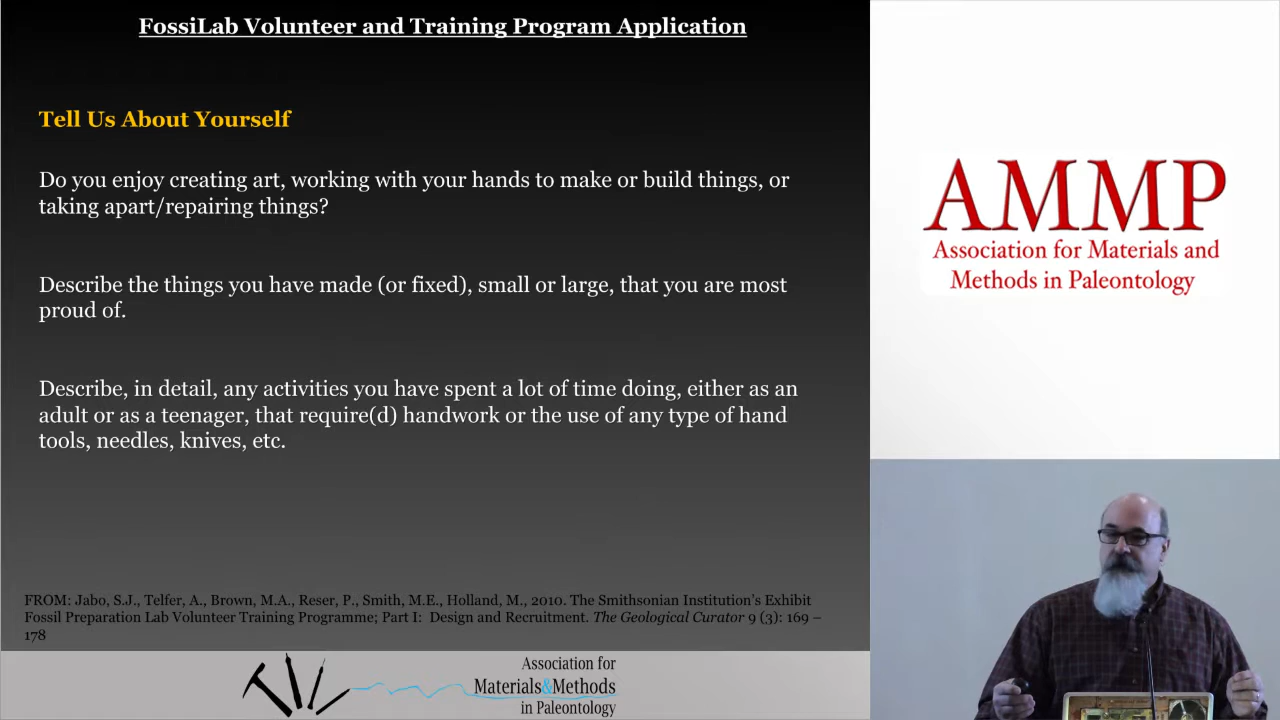 FossiLab Volunteer and Training Program Application
Tell Us About Yourself
Do you enjoy creating art, working with your hands to make or build things, or
taking apart/repairing things?
Describe the things you have made (or fixed), small or large, that you are most
proud of.
Describe, in detail, any activities you have spent a lot of time doing, either as an
adult or as a teenager, that require(d) handwork or the use of any type of hand
tools, needles, knives, etc.
FROM: Jabo, S.J., Telfer, A., Brown, M.A., Reser, P., Smith, M.E., Holland, M., 2010. The Smithsonian Institution’s Exhibit
Fossil Preparation Lab Volunteer Training Programme; Part I: Design and Recruitment. The Geological Curator 9 (3): 169 –
178
Association for
Materials&Methods
in Paleontology
AMMP
Association for Materials and
Methods in Paleontology